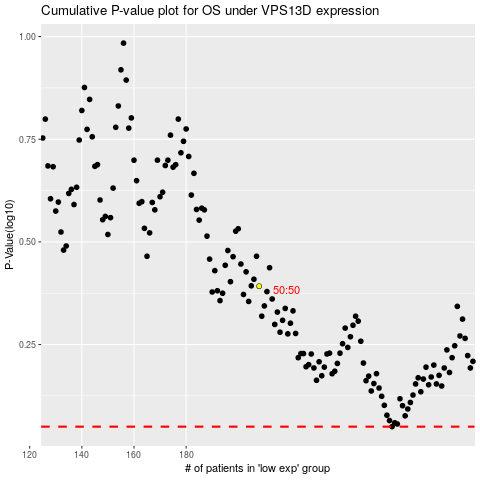 Cumulative P-value plot for OS under VPS13D expression
1.00
0.75
0.50
0.25
P-Value(log10)
50:50
120 140 160 180
# of patients in 'low exp' group